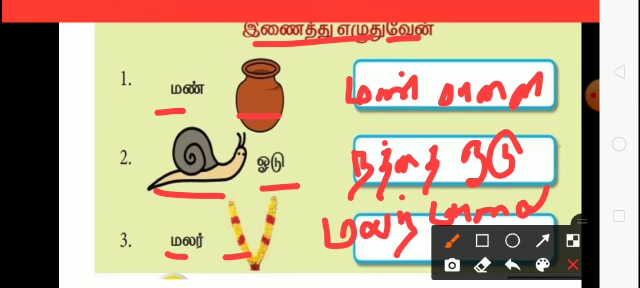 இணைத்து எழுதுவேன்
1. மண் மண் பானை
2. ஓடு நத்தை ஓடு
3. மலர் மலர் மாலை